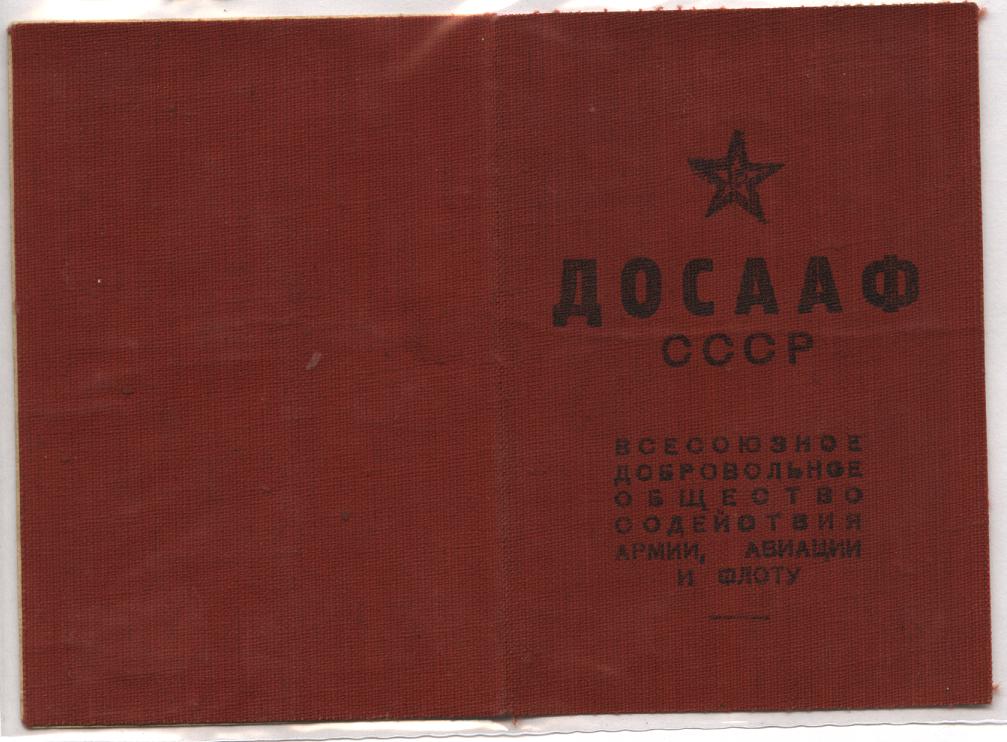 ДОСААФ
СССР
ВСЕСОЮЗНОЕ
ДОБРОВОЛЬНОЕ
ОБЩЕСТВО
СОДЕЙСТВИЯ
АРМИИ, АВИАЦИИ
И ФЛОТУ